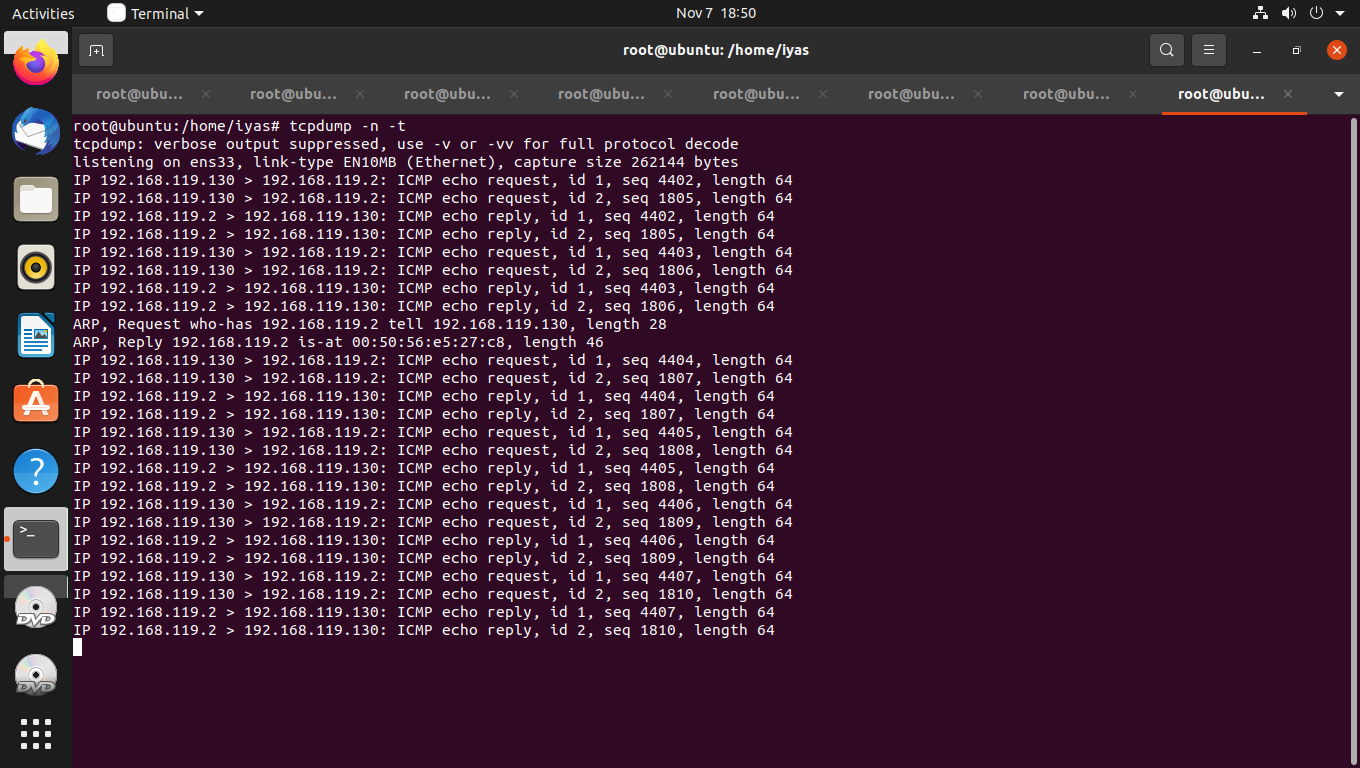 Activities
Terminal
Nov 7 18:50
root@ubuntu: /home/iyas
root@ubu... root@ubu... root@ubu... root@ubu... root@ubu... root@ubu... root@ubu... root@ubu...
root@ubuntu:/home/iyas# tcpdump -n -t
tcpdump: verbose output suppressed, use -v or -vv for full protocol decode
listening on ens33, link-type EN10MB (Ethernet), capture size 262144 bytes
IP 192.168.119.130 > 192.168.119.2: ICMP echo request, id 1, seq 4402, length 64
IP 192.168.119.130 > 192.168.119.2: ICMP echo request, id 2, seq 1805, length 64
IP 192.168.119.2 > 192.168.119.130: ICMP echo reply, id 1, seq 4402, length 64
IP 192.168.119.2 > 192.168.119.130: ICMP echo reply, id 2, seq 1805, length 64
IP 192.168.119.130 > 192.168.119.2: ICMP echo request, id 1, seq 4403, length 64
IP 192.168.119.130 > 192.168.119.2: ICMP echo request, id 2, seq 1806, length 64
IP 192.168.119.2 > 192.168.119.130: ICMP echo reply, id 1, seq 4403, length 64
IP 192.168.119.2 > 192.168.119.130: ICMP echo reply, id 2, seq 1806, length 64
ARP, Request who-has 192.168.119.2 tell 192.168.119.130, length 28
ARP, Reply 192.168.119.2 is-at 00:50:56:e5:27:c8, length 46
IP 192.168.119.130 > 192.168.119.2: ICMP echo request, id 1, seq 4404, length 64
IP 192.168.119.130 > 192.168.119.2: ICMP echo request, id 2, seq 1807, length 64
IP 192.168.119.2 > 192.168.119.130: ICMP echo reply, id 1, seq 4404, length 64
IP 192.168.119.2 > 192.168.119.130: ICMP echo reply, id 2, seq 1807, length 64
IP 192.168.119.130 > 192.168.119.2: ICMP echo request, id 1, seq 4405, length 64
IP 192.168.119.130 > 192.168.119.2: ICMP echo request, id 2, seq 1808, length 64
IP 192.168.119.2 > 192.168.119.130: ICMP echo reply, id 1, seq 4405, length 64
IP 192.168.119.2 > 192.168.119.130: ICMP echo reply, id 2, seq 1808, length 64
IP 192.168.119.130 > 192.168.119.2: ICMP echo request, id 1, seq 4406, length 64
IP 192.168.119.130 > 192.168.119.2: ICMP echo request, id 2, seq 1809, length 64
IP 192.168.119.2 > 192.168.119.130: ICMP echo reply, id 1, seq 4406, length 64
IP 192.168.119.2 > 192.168.119.130: ICMP echo reply, id 2, seq 1809, length 64
IP 192.168.119.130 > 192.168.119.2: ICMP echo request, id 1, seq 4407, length 64
IP 192.168.119.130 > 192.168.119.2: ICMP echo request, id 2, seq 1810, length 64
IP 192.168.119.2 > 192.168.119.130: ICMP echo reply, id 1, seq 4407, length 64
IP 192.168.119.2 > 192.168.119.130: ICMP echo reply, id 2, seq 1810, length 64
DVD
DVD